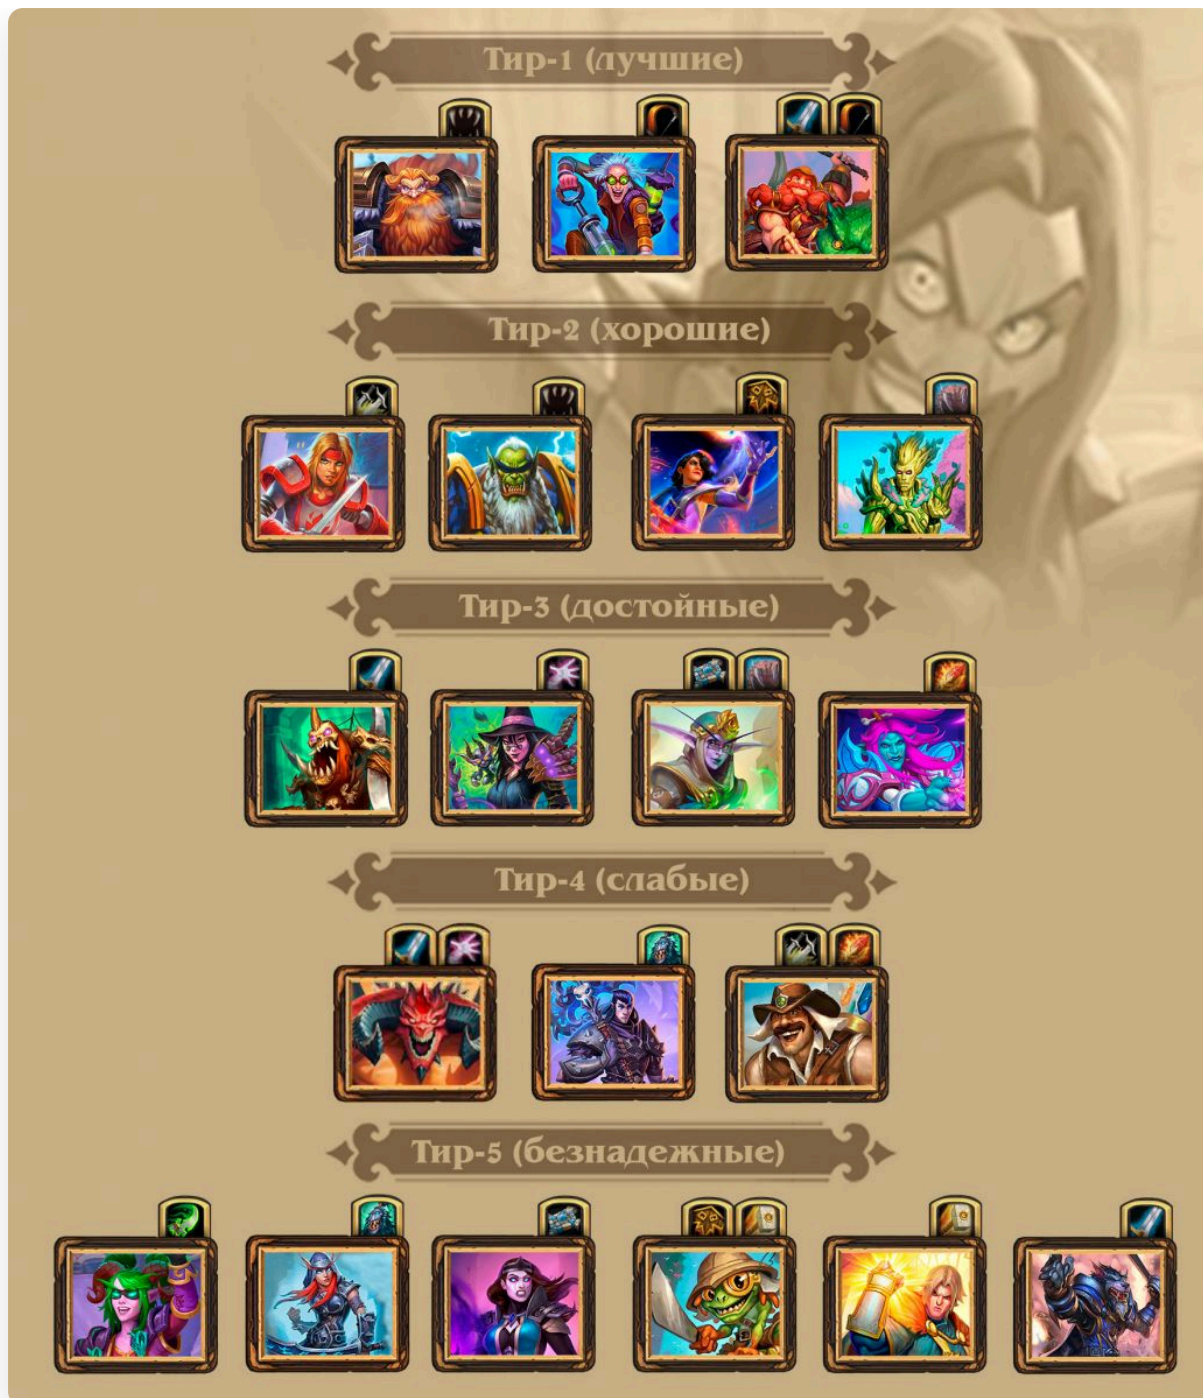 Тир-1 (лучшие)
Тир-2 (хорошие)
Тир-3 (достойные)
Тир-4 (слабые)
Тир-5 (безнадежные)